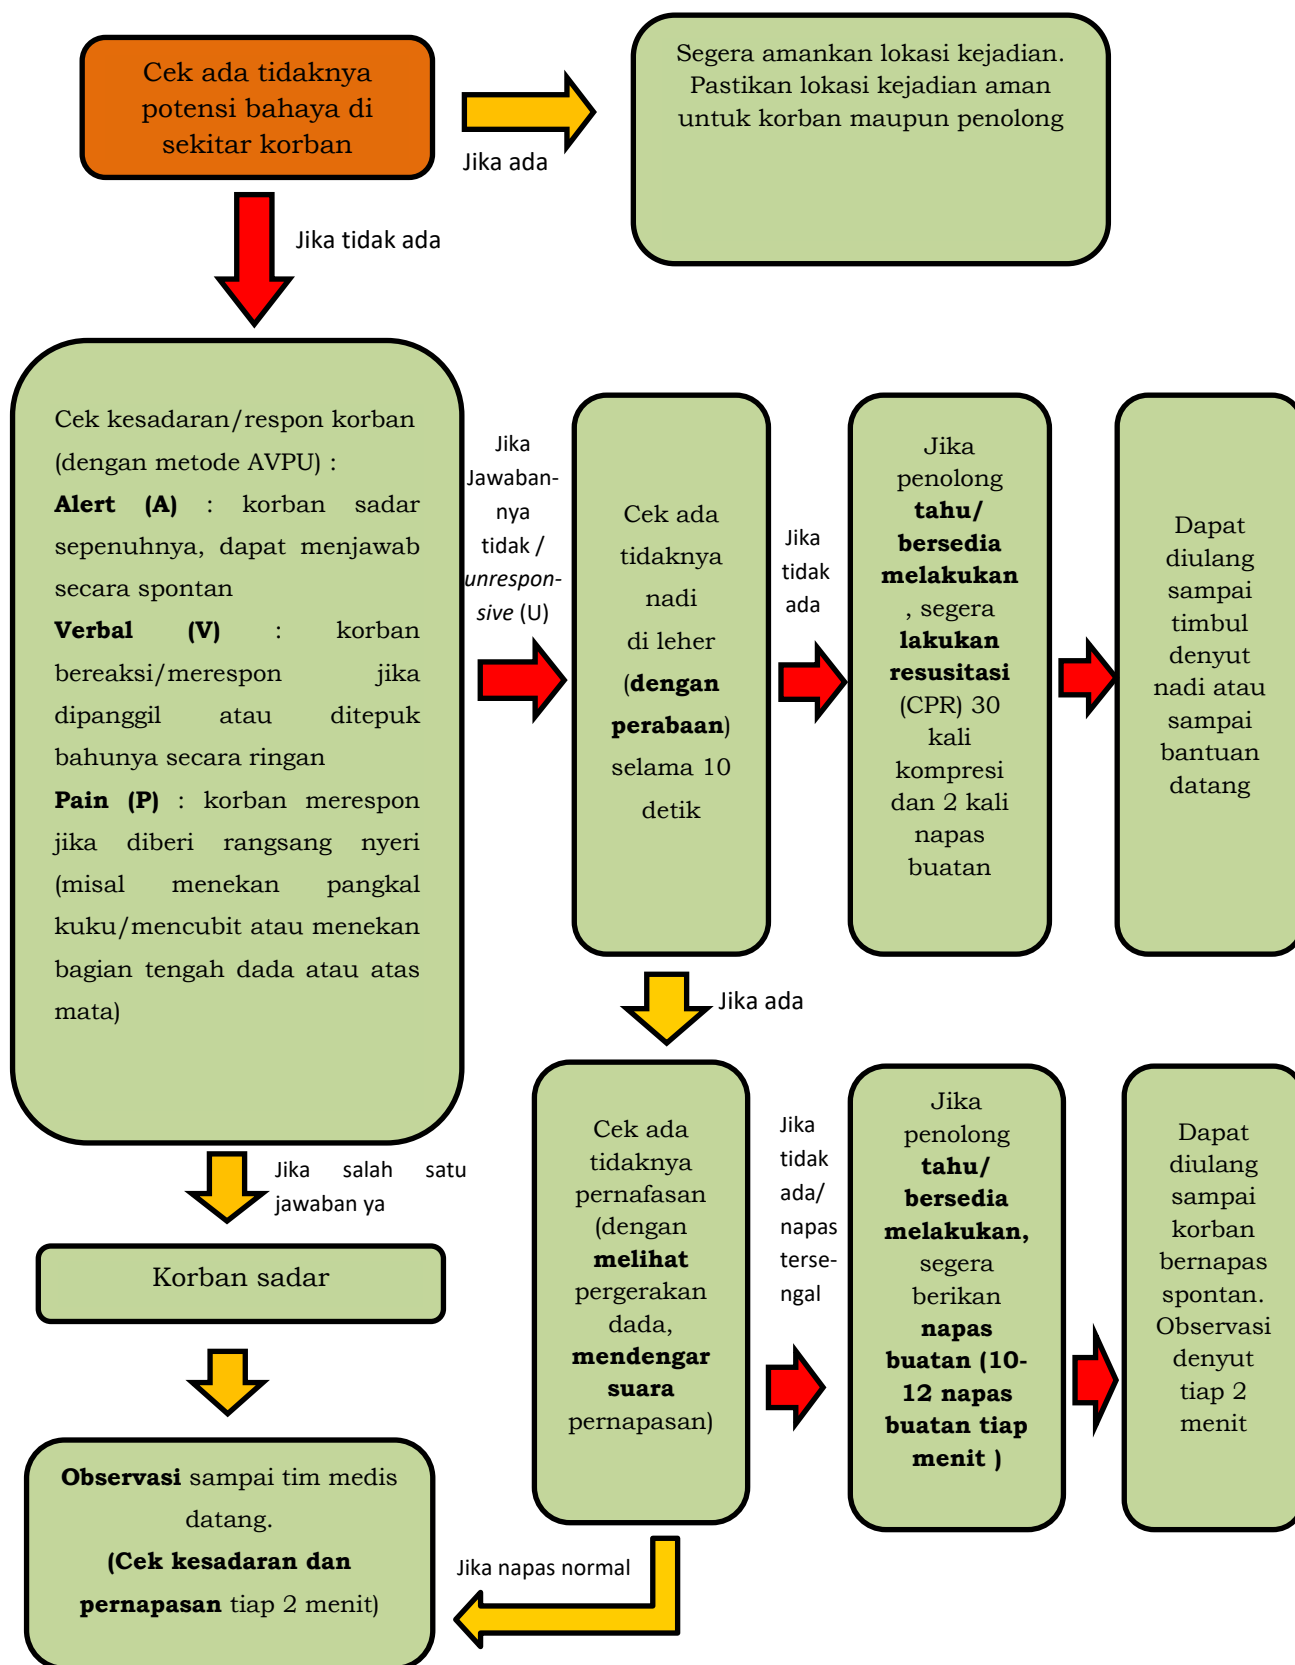 Cek ada tidaknya
potensi bahaya di
sekitar korban
Jika ada
Segera amankan lokasi kejadian.
Pastikan lokasi kejadian aman
untuk korban maupun penolong
Jika tidak ada
Cek kesadaran/respon korban
(dengan metode AVPU) :
Alert (A) : korban sadar
sepenuhnya, dapat menjawab
secara spontan
Verbal (V) : korban
bereaksi/merespon jika
dipanggil atau ditepuk
bahunya secara ringan
Pain (P) : korban merespon
jika diberi rangsang nyeri
(misal menekan pangkal
kuku/mencubit atau menekan
bagian tengah dada atau atas
mata)
Jika
Jawaban-
nya
tidak /
unrespon-
sive (U)
Cek ada
tidaknya
nadi
di leher
(dengan
perabaan)
selama 10
detik
Jika
tidak
ada
Jika
penolong
tahu/
bersedia
melakukan
, segera
lakukan
resusitasi
(CPR) 30
kali
kompresi
dan 2 kali
napas
buatan
Dapat
diulang
sampai
timbul
denyut
nadi atau
sampai
bantuan
datang
Jika ada
Cek ada
tidaknya
pernafasan
(dengan
melihat
pergerakan
dada,
mendengar
suara
pernapasan)
Jika
tidak
ada/
napas
terse-
ngal
Jika
penolong
tahu/
bersedia
melakukan,
segera
berikan
napas
buatan (10-
12 napas
buatan tiap
menit )
Dapat
diulang
sampai
korban
bernapas
spontan.
Observasi
denyut
tiap 2
menit
Jika salah satu
jawaban ya
Korban sadar
Jika napas normal
Observasi sampai tim medis
datang.
(Cek kesadaran dan
pernapasan tiap 2 menit)